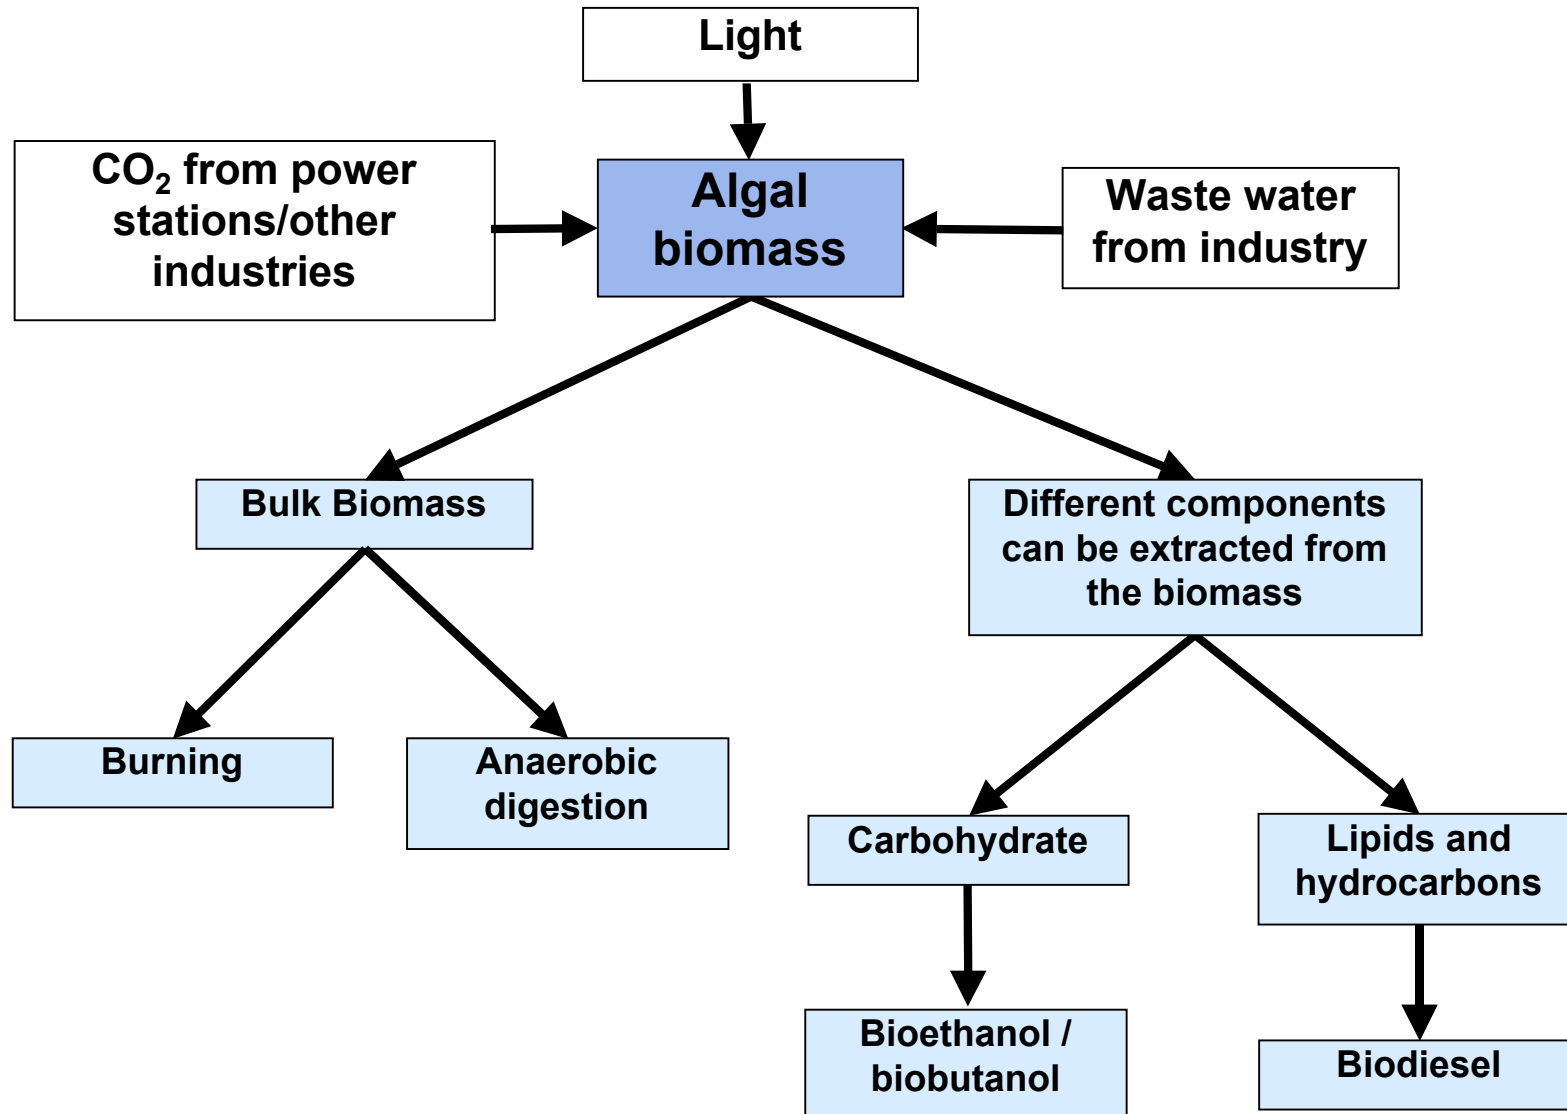 Light
CO₂ from power
stations/other
industries
Algal
biomass
Waste water
from industry
Bulk Biomass
Different components
can be extracted from
the biomass
Burning
Anaerobic
digestion
Carbohydrate
Lipids and
hydrocarbons
Bioethanol /
biobutanol
Biodiesel